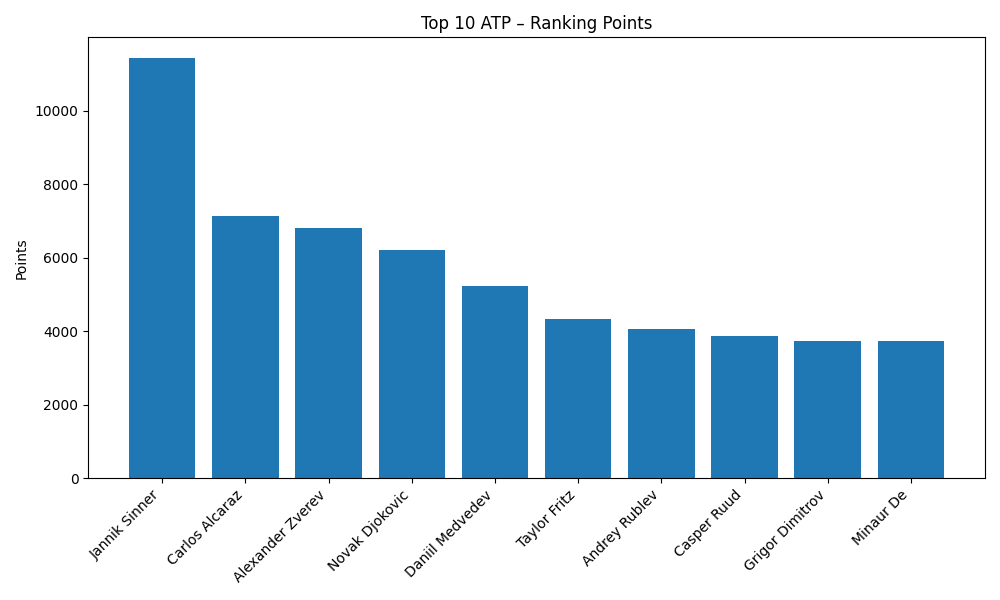 Top 10 ATP – Ranking Points
Points
10000
8000
6000
4000
2000
0
Jannik Sinner
Carlos Alcaraz
Alexander Zverev
Novak Djokovic
Daniil Medvedev
Taylor Fritz
Andrey Rublev
Casper Ruud
Grigor Dimitrov
Minaur De